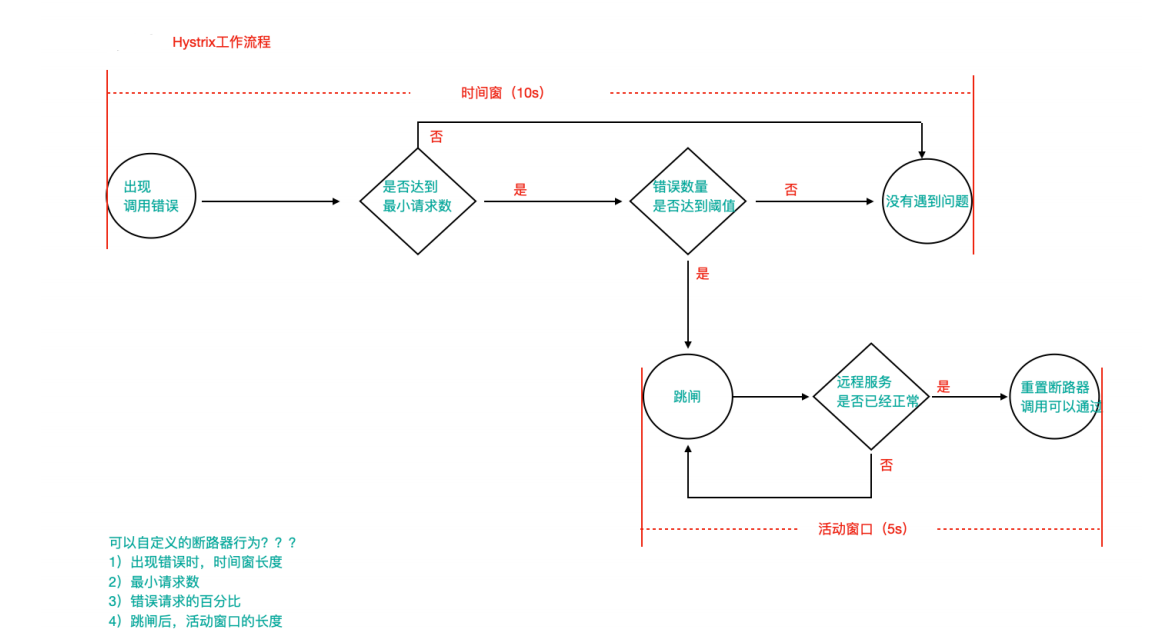 Hystrix工作流程
时间窗（10s）
否
出现
调用错误
是否达到
最小请求数
是
错误数量
是否达到阈值
否
没有遇到问题
是
跳闸
远程服务
是否已经正常
是
重置断路器
调用可以通过
否
活动窗口（5s）
可以自定义的断路器行为？？？
1）出现错误时，时间窗长度
2）最小请求数
3）错误请求的百分比
4）跳闸后，活动窗口的长度